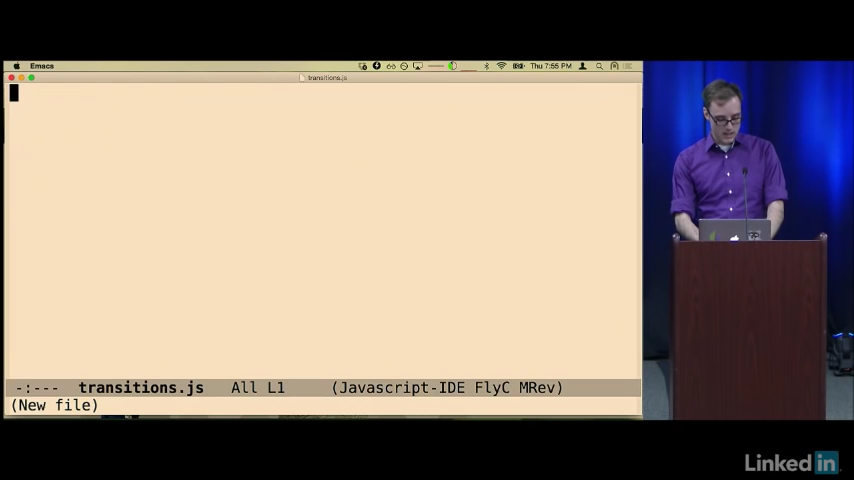 Emacs
Thu 7:55 PM
transitions.js
-:--- transitions.js All L1 (Javascript-IDE FlyC MRev)
(New file)
Linked in